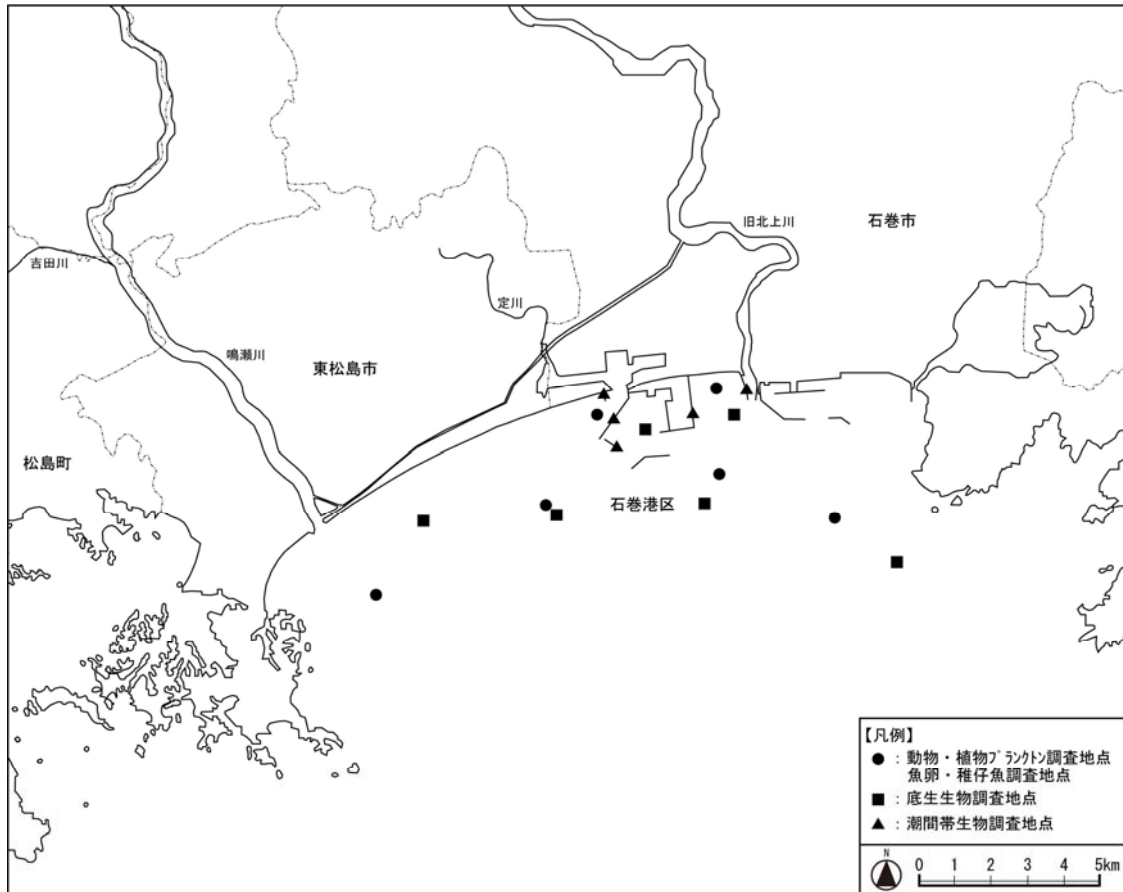 石巻市
旧北上川
吉田川
定川
鳴瀬川
東松島市
松島町
石巻港区
【凡例】
● : 動物・植物プランクトン調査地点
魚卵・稚仔魚調査地点
■ : 底生生物調査地点
▲ : 潮間帯生物調査地点
N
0 1 2 3 4 5km